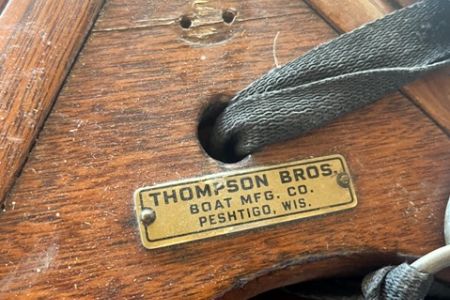 THOMPSON BROS.
BOAT MFG. CO.
PESHTIGO, WIS.